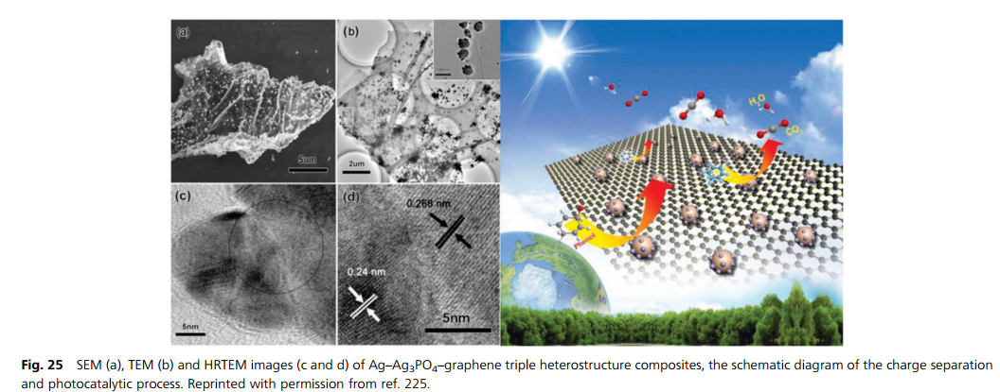 (a)
5um
(b)
2um
(c)
5nm
(d)
0.268 nm
0.24 nm
5nm
H₂O
CO₂
Phenol
Fig. 25 SEM (a), TEM (b) and HRTEM images (c and d) of Ag–Ag₃PO₄–graphene triple heterostructure composites, the schematic diagram of the charge separation
and photocatalytic process. Reprinted with permission from ref. 225.